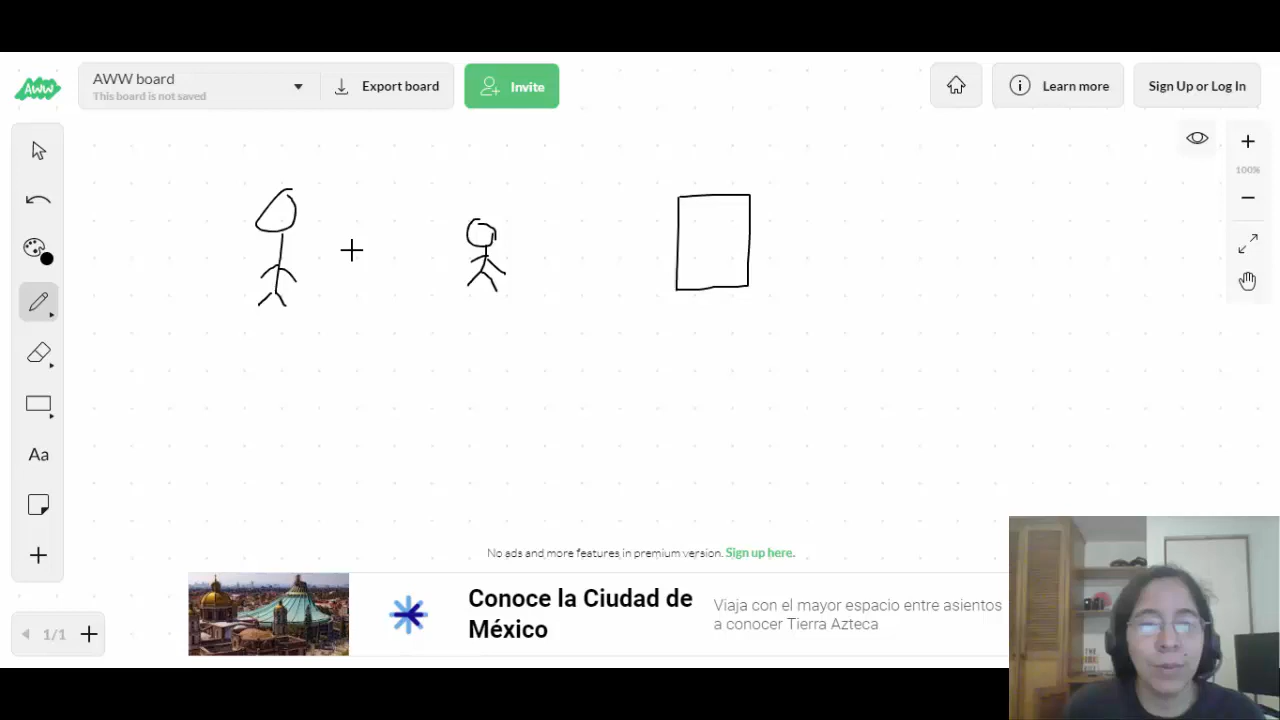 AWW
AWW board
This board is not saved
Export board
Invite
Learn more
Sign Up or Log In
100%
Aa
No ads and more features in premium version. Sign up here.
Conoce la Ciudad de
México
Viaja con el mayor espacio entre asientos
a conocer Tierra Azteca
1/1
THE